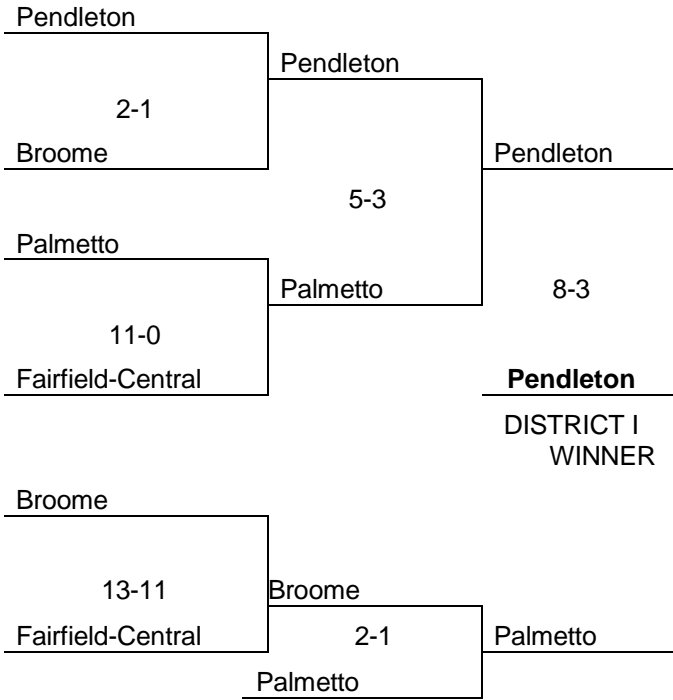 Pendleton
Pendleton
2-1
Broome
Pendleton
5-3
Palmetto
Palmetto
8-3
11-0
Fairfield-Central
Pendleton
DISTRICT I
WINNER
Broome
13-11
Broome
Fairfield-Central
2-1
Palmetto
Palmetto